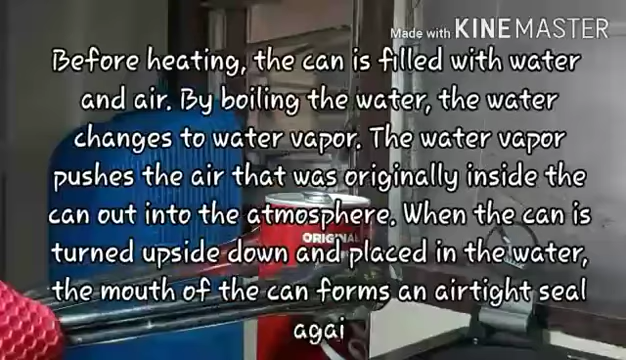 Made with KINEMASTER
Before heating, the can is filled with water
and air. By boiling the water, the water
changes to water vapor. The water vapor
pushes the air that was originally inside the
can out into the atmosphere. When the can is
turned upside down and placed in the water,
the mouth of the can forms an airtight seal
agai
ORIGINAL